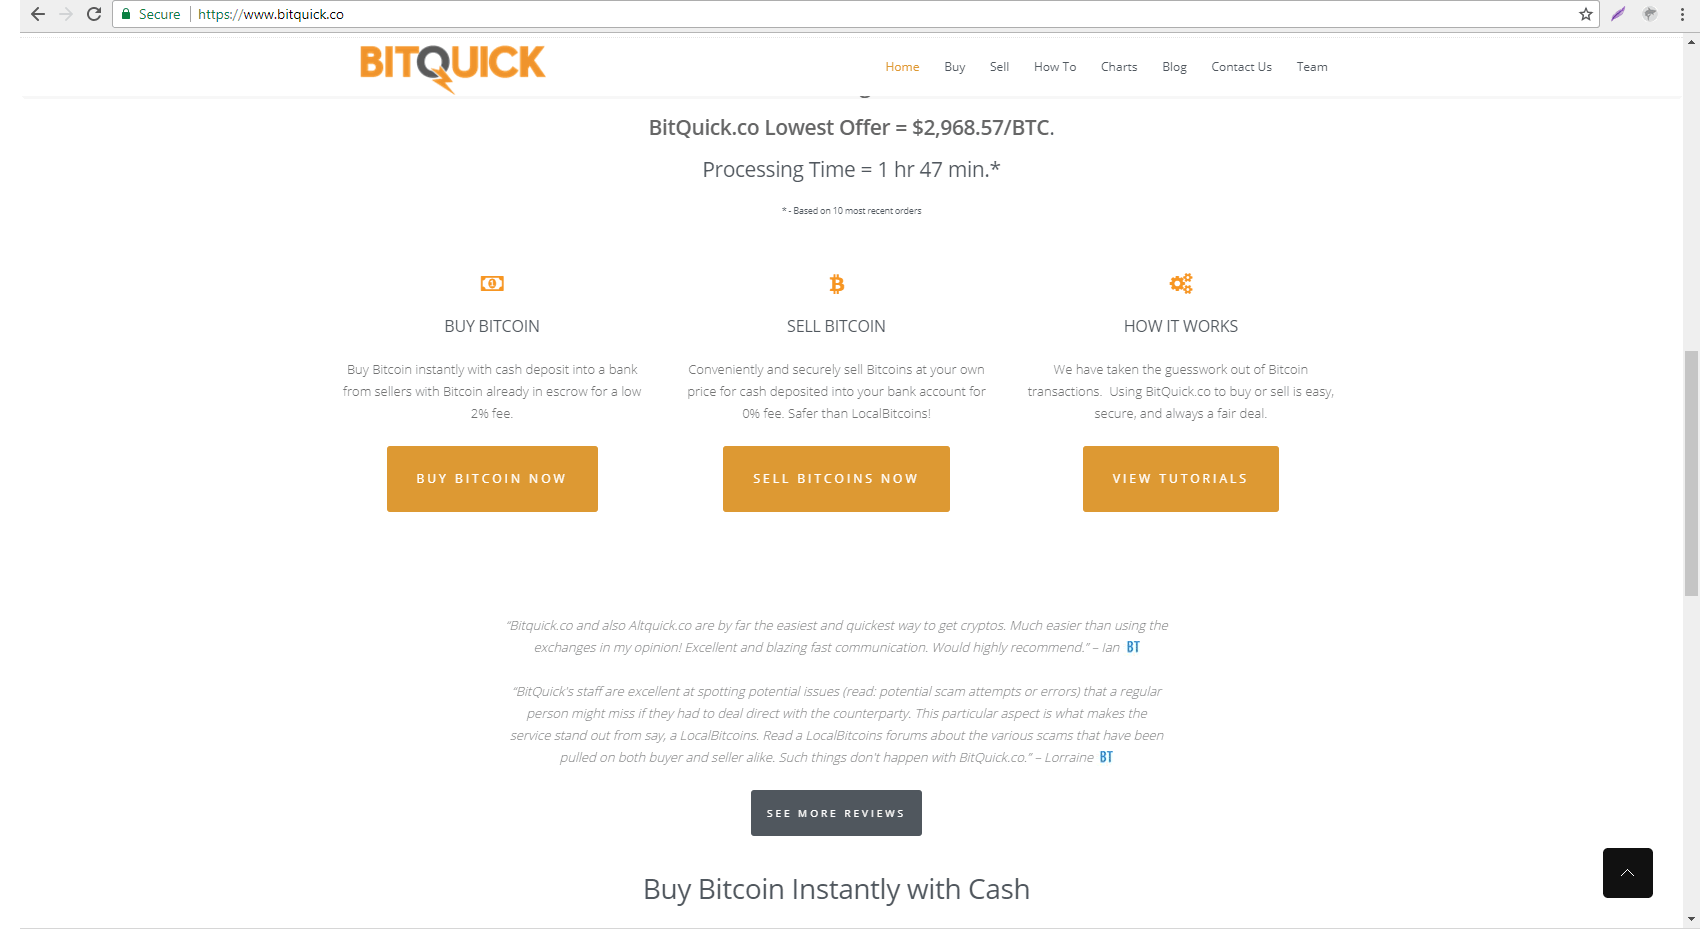 Secure https://www.bitquick.co
BITQUICK
Home Buy Sell How To Charts Blog Contact Us Team
BitQuick.co Lowest Offer = $2,968.57/BTC.
Processing Time = 1 hr 47 min.*
* - Based on 10 most recent orders
BUY BITCOIN
Buy Bitcoin instantly with cash deposit into a bank
from sellers with Bitcoin already in escrow for a low
2% fee.
BUY BITCOIN NOW
SELL BITCOIN
Conveniently and securely sell Bitcoins at your own
price for cash deposited into your bank account for
0% fee. Safer than LocalBitcoins!
SELL BITCOINS NOW
HOW IT WORKS
We have taken the guesswork out of Bitcoin
transactions.  Using BitQuick.co to buy or sell is easy,
secure, and always a fair deal.
VIEW TUTORIALS
“Bitquick.co and also Altquick.co are by far the easiest and quickest way to get cryptos. Much easier than using the
exchanges in my opinion! Excellent and blazing fast communication. Would highly recommend.” – Ian BT
“BitQuick's staff are excellent at spotting potential issues (read: potential scam attempts or errors) that a regular
person might miss if they had to deal direct with the counterparty. This particular aspect is what makes the
service stand out from say, a LocalBitcoins. Read a LocalBitcoins forums about the various scams that have been
pulled on both buyer and seller alike. Such things don't happen with BitQuick.co.” – Lorraine BT
SEE MORE REVIEWS
Buy Bitcoin Instantly with Cash